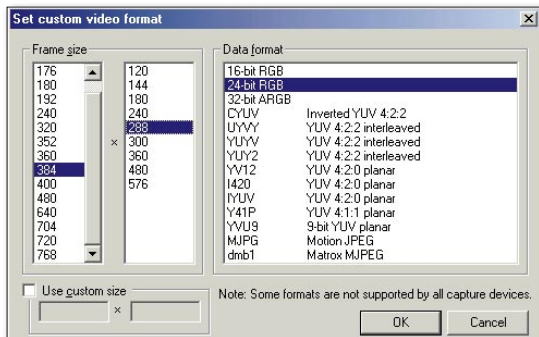 Set custom video format
Frame size
176
180
192
240
320
352
360
384
400
480
640
704
720
768
×
120
144
180
240
288
300
360
480
576
Data format
16-bit RGB
24-bit RGB
32-bit ARGB
CYUV Inverted YUV 4:2:2
UYVY YUV 4:2:2 interleaved
YUYV YUV 4:2:2 interleaved
YUY2 YUV 4:2:2 interleaved
YV12 YUV 4:2:0 planar
I420 YUV 4:2:0 planar
IYUV YUV 4:2:0 planar
Y41P YUV 4:1:1 planar
YVU9 9-bit YUV planar
MJPG Motion JPEG
dmb1 Matrox MJPEG
Use custom size
×
Note: Some formats are not supported by all capture devices.
OK
Cancel